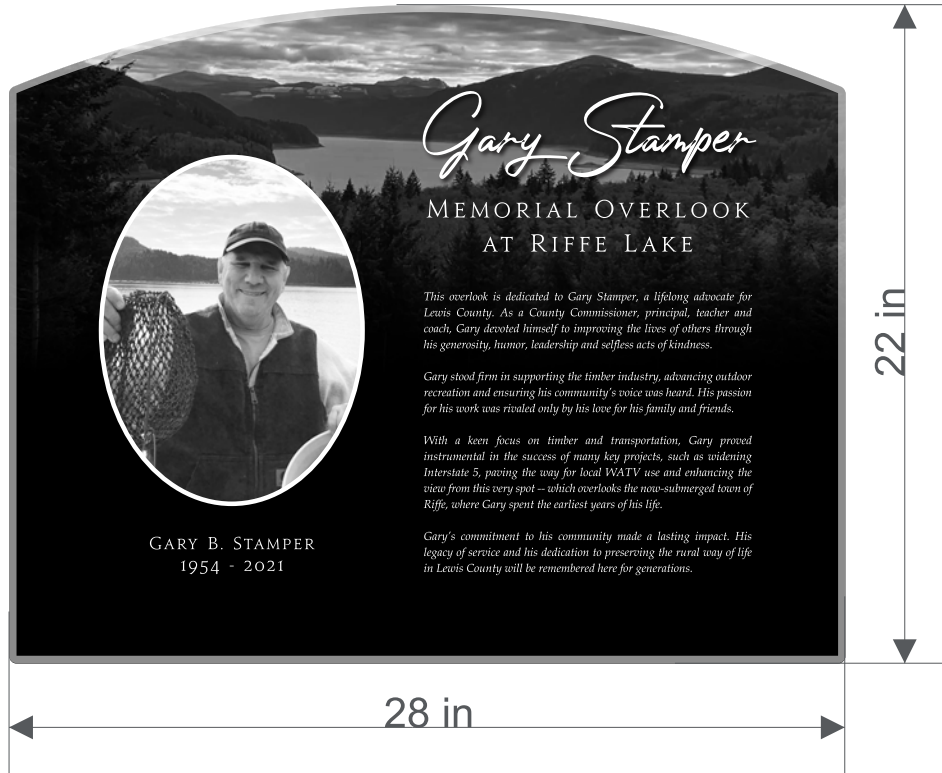 Gary Stamper
MEMORIAL OVERLOOK
AT RIFFE LAKE
This overlook is dedicated to Gary Stamper, a lifelong advocate for
Lewis County. As a County Commissioner, principal, teacher and
coach, Gary devoted himself to improving the lives of others through
his generosity, humor, leadership and selfless acts of kindness.
Gary stood firm in supporting the timber industry, advancing outdoor
recreation and ensuring his community's voice was heard. His passion
for his work was rivaled only by his love for his family and friends.
With a keen focus on timber and transportation, Gary proved
instrumental in the success of many key projects, such as widening
Interstate 5, paving the way for local WATV use and enhancing the
view from this very spot -- which overlooks the now-submerged town of
Riffe, where Gary spent the earliest years of his life.
Gary's commitment to his community made a lasting impact. His
legacy of service and his dedication to preserving the rural way of life
in Lewis County will be remembered here for generations.
GARY B. STAMPER
1954 - 2021
22 in
28 in